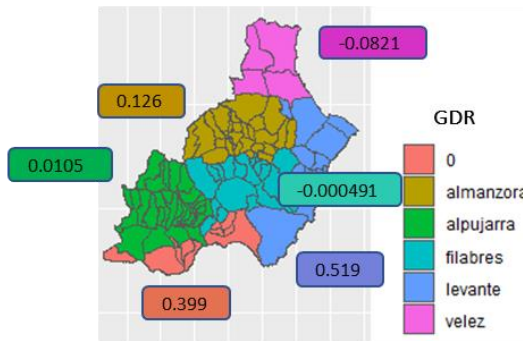 -0.0821
0.126
GDR
0.0105
0
almanzora
-0.000491
alpujarra
filabres
0.519
levante
0.399
velez